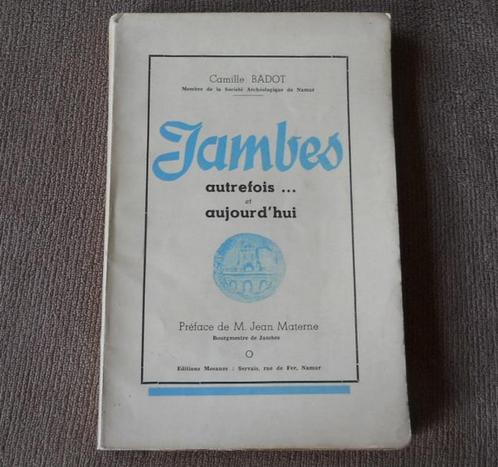 Camille BADOT
Membre de la Société Archéologique de Namur
Jambes
autrefois ...
et
aujourd'hui
Préface de M. Jean Materne
Bourgmestre de Jambes
Editions Mosanes : Servais, rue de Fer, Namur